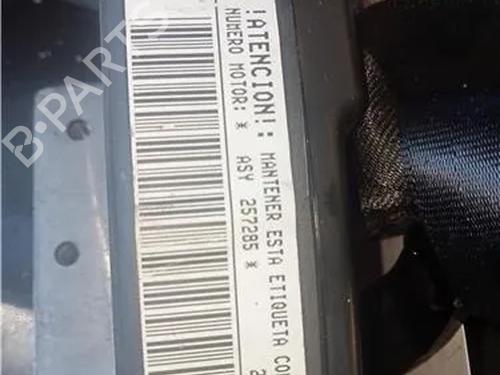 !ATENCION!: MANTENER ESTA ETIQUETA
NUMERO MOTOR: * ASY 257285 *
B-PARTS